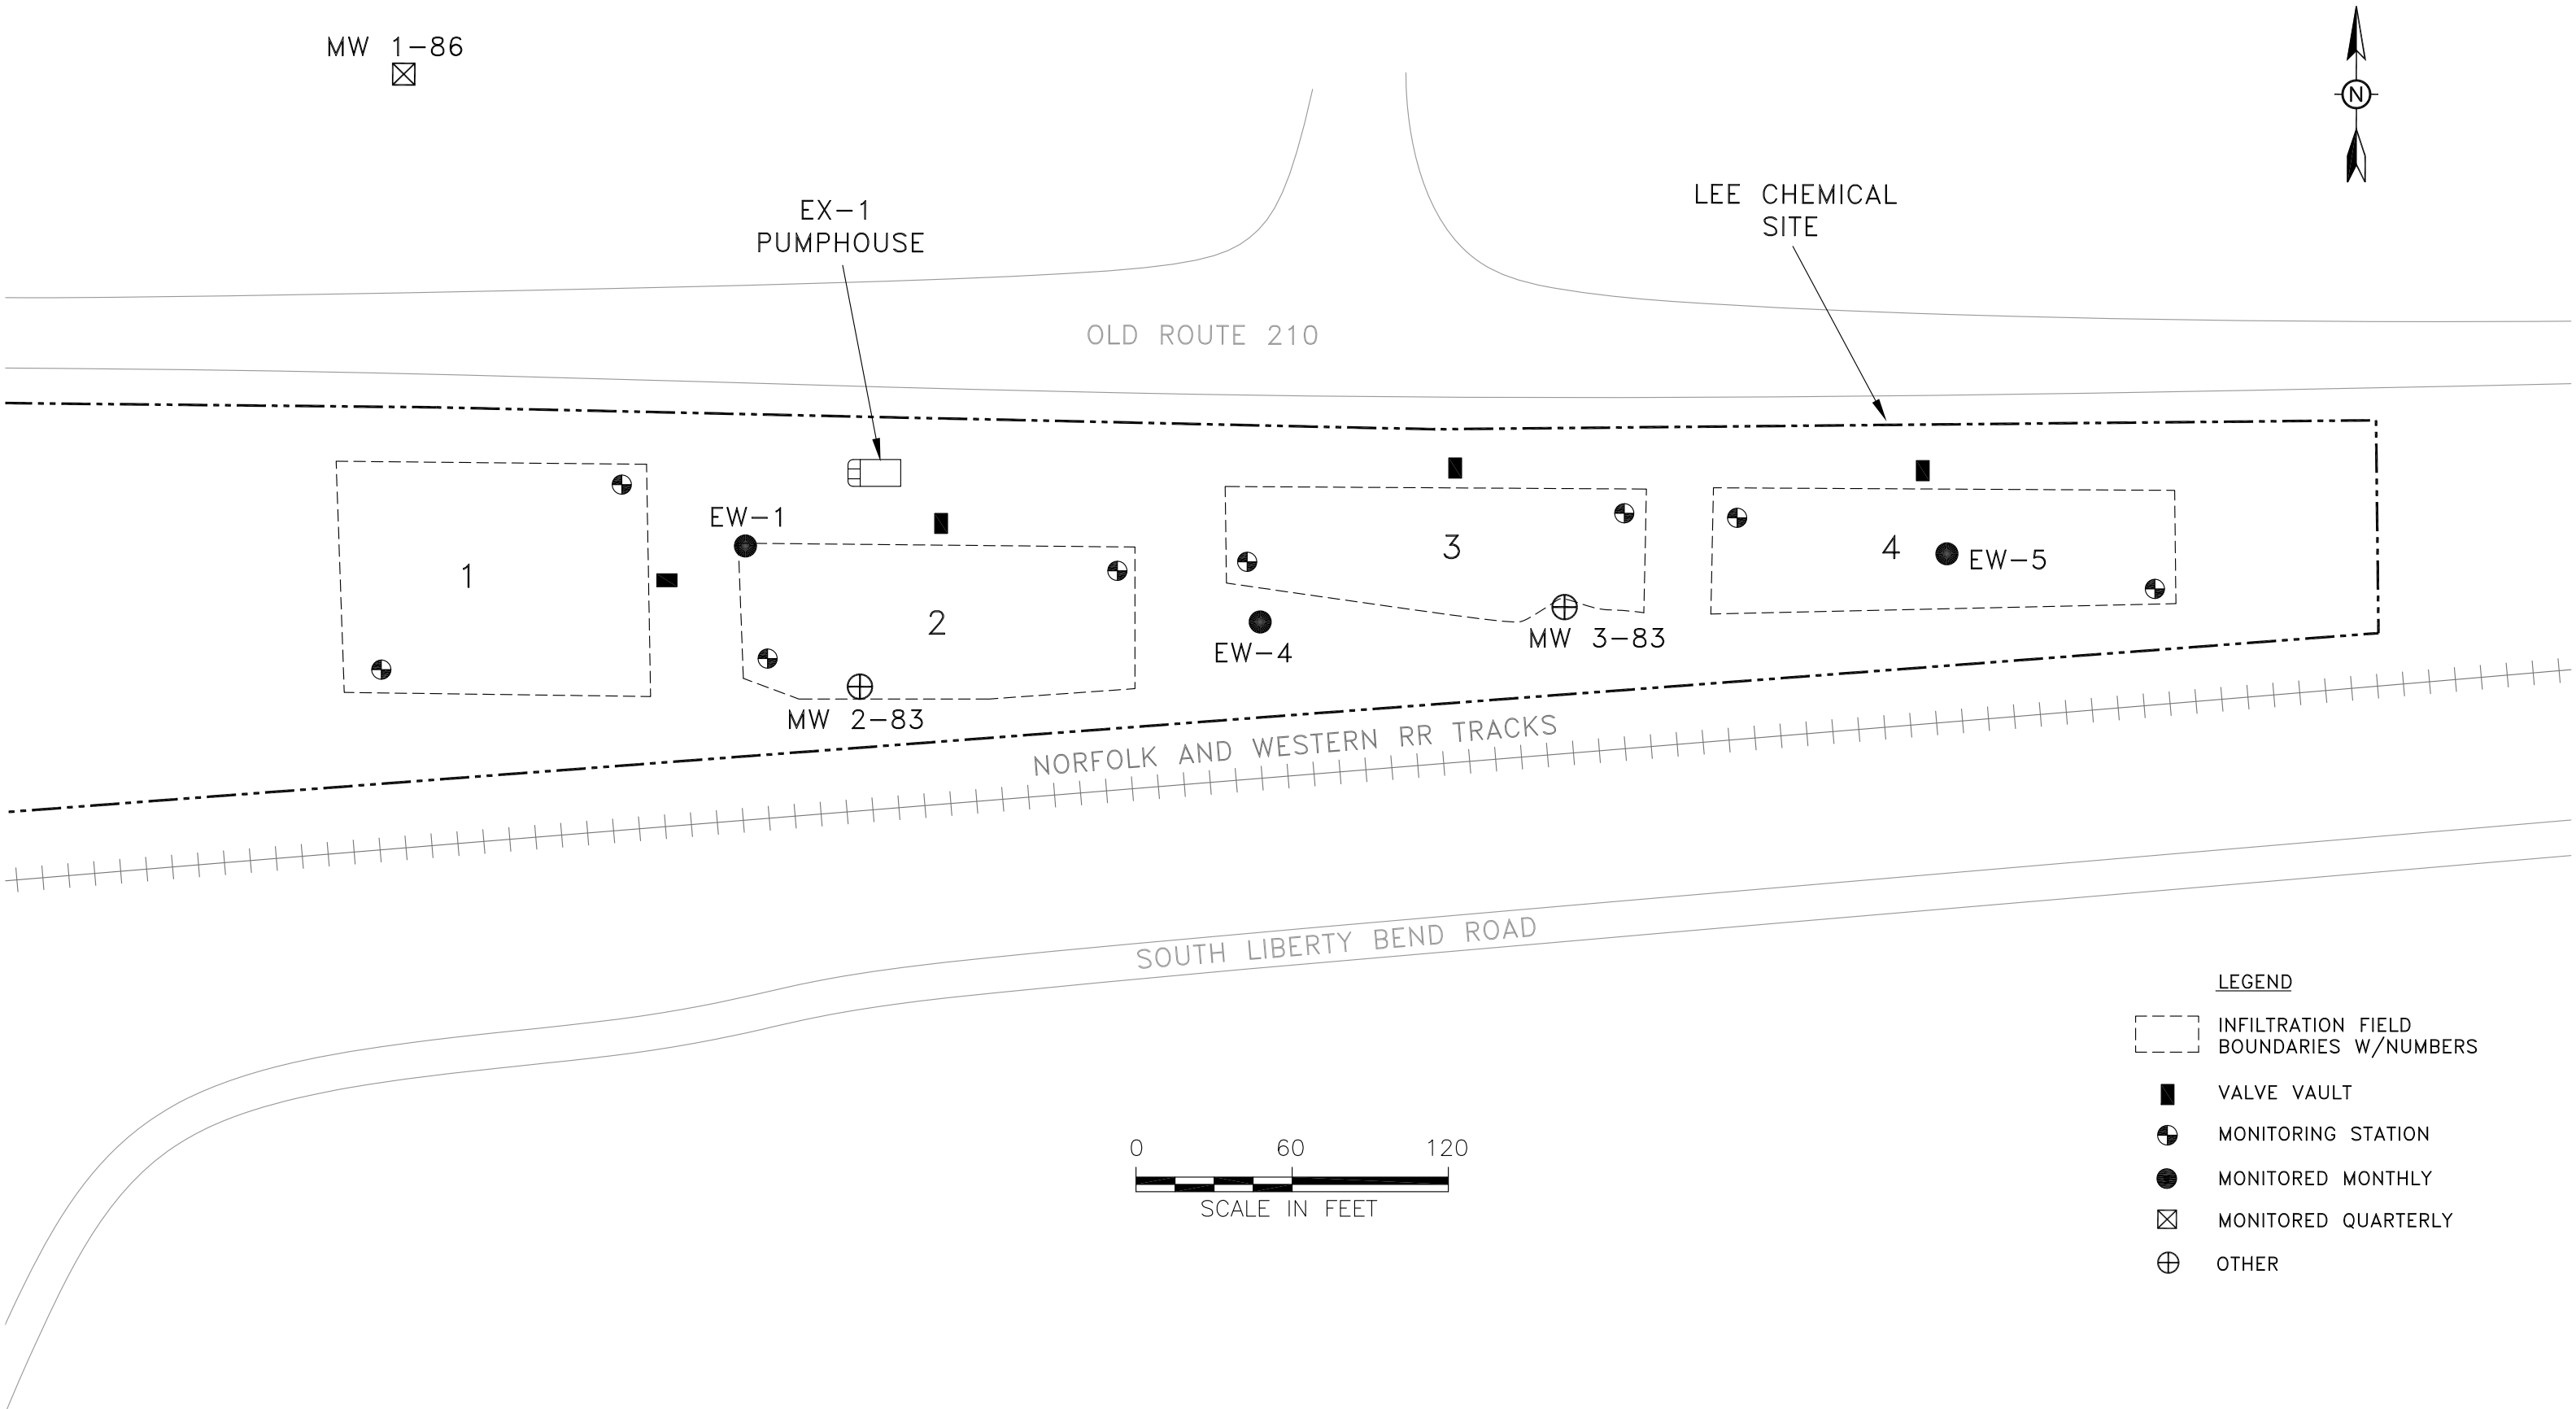 MW 1-86
N
EX-1
PUMPHOUSE
LEE CHEMICAL
SITE
OLD ROUTE 210
EW-1
1
2
3
4
EW-5
EW-4
MW 3-83
MW 2-83
NORFOLK AND WESTERN RR TRACKS
SOUTH LIBERTY BEND ROAD
0 60 120
SCALE IN FEET
LEGEND
INFILTRATION FIELD
BOUNDARIES W/NUMBERS
VALVE VAULT
MONITORING STATION
MONITORED MONTHLY
MONITORED QUARTERLY
OTHER